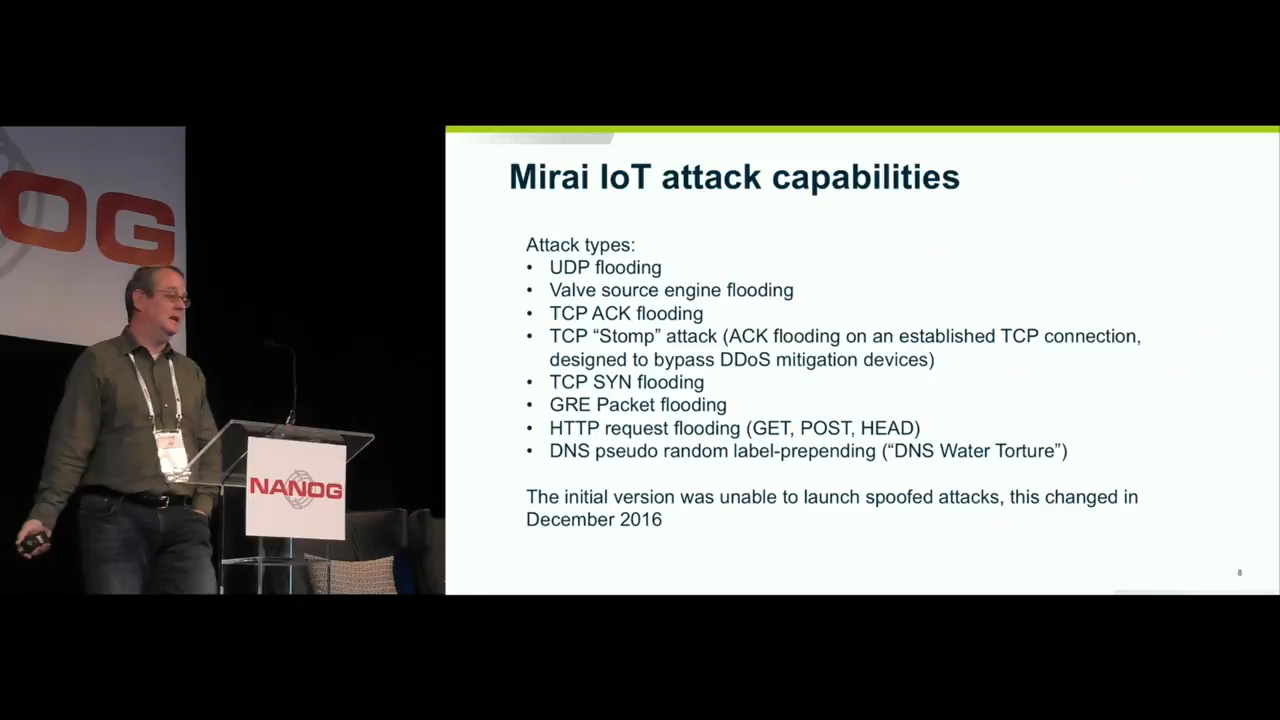 OG
NANOG
Mirai IoT attack capabilities
Attack types:
• UDP flooding
• Valve source engine flooding
• TCP ACK flooding
• TCP “Stomp” attack (ACK flooding on an established TCP connection,
designed to bypass DDoS mitigation devices)
• TCP SYN flooding
• GRE Packet flooding
• HTTP request flooding (GET, POST, HEAD)
• DNS pseudo random label-prepending (“DNS Water Torture”)
The initial version was unable to launch spoofed attacks, this changed in
December 2016
8